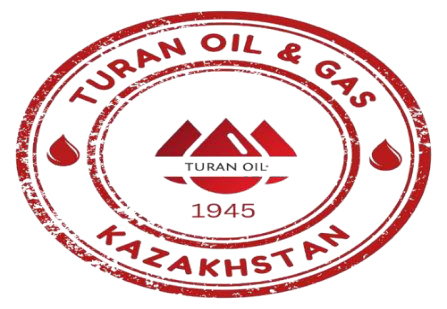 TURAN OIL & GAS
TURAN OIL
1945
KAZAKHSTAN